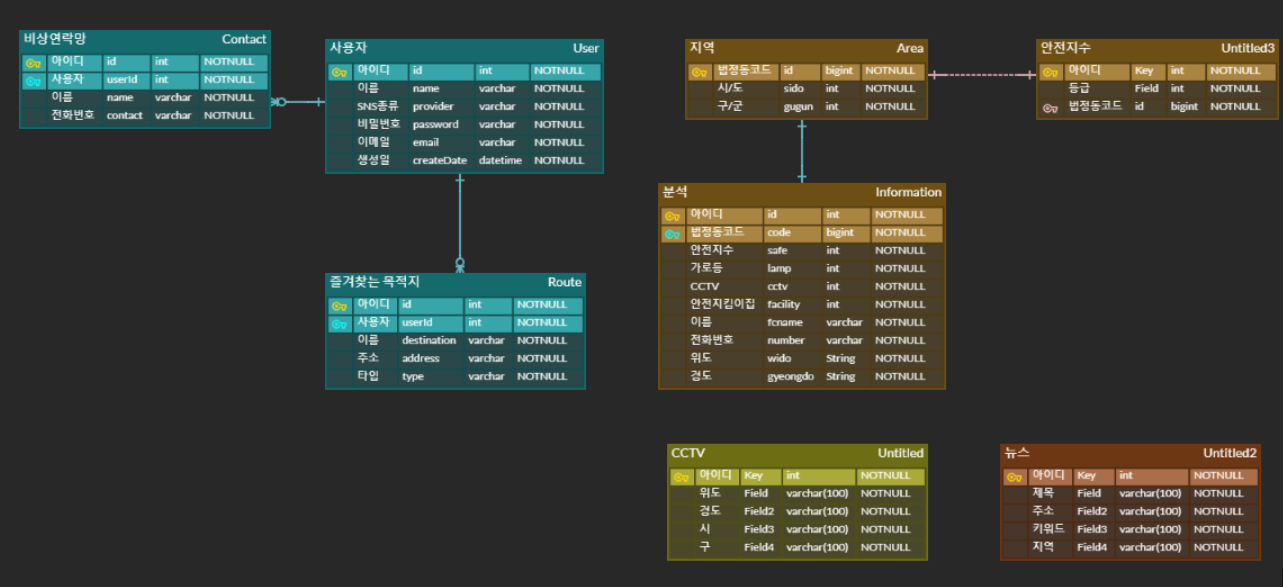 비상연락망 Contact
아이디 id int NOTNULL
사용자 userId int NOTNULL
이름 name varchar NOTNULL
전화번호 contact varchar NOTNULL
사용자 User
아이디 id int NOTNULL
이름 name varchar NOTNULL
SNS종류 provider varchar NOTNULL
비밀번호 password varchar NOTNULL
이메일 email varchar NOTNULL
생성일 createDate datetime NOTNULL
지역 Area
법정동코드 id bigint NOTNULL
시/도 sido int NOTNULL
구/군 gugun int NOTNULL
안전지수 Untitled3
아이디 Key int NOTNULL
등급 Field int NOTNULL
법정동코드 id bigint NOTNULL
즐겨찾는 목적지 Route
아이디 id int NOTNULL
사용자 userId int NOTNULL
이름 destination varchar NOTNULL
주소 address varchar NOTNULL
타입 type varchar NOTNULL
분석 Information
아이디 id int NOTNULL
법정동코드 code bigint NOTNULL
안전지수 safe int NOTNULL
가로등 lamp int NOTNULL
CCTV cctv int NOTNULL
안전지킴이집 facility int NOTNULL
이름 fcname varchar NOTNULL
전화번호 number varchar NOTNULL
위도 wido String NOTNULL
경도 gyeongdo String NOTNULL
CCTV Untitled
아이디 Key int NOTNULL
위도 Field varchar(100) NOTNULL
경도 Field2 varchar(100) NOTNULL
시 Field3 varchar(100) NOTNULL
구 Field4 varchar(100) NOTNULL
뉴스 Untitled2
아이디 Key int NOTNULL
제목 Field varchar(100) NOTNULL
주소 Field2 varchar(100) NOTNULL
키워드 Field3 varchar(100) NOTNULL
지역 Field4 varchar(100) NOTNULL